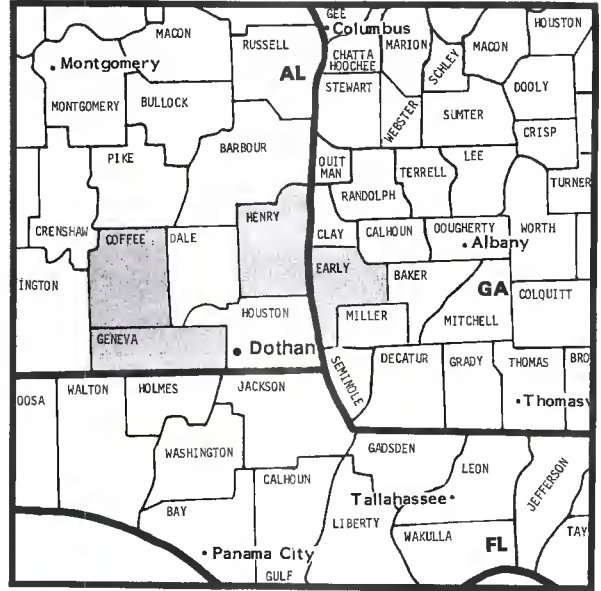 GEE
Columbus
HOUSTON
MACON
RUSSELL
AL
CHATTA
HOOCHEE
MARION
SCHLEY
MACON
Montgomery
STEWART
DOOLY
MONTGOMERY
BULLOCK
WEBSTER
SUMTER
CRISP
PIKE
BARBOUR
QUIT
MAN
TERRELL
LEE
TURNER
RANDOLPH
CRENSHAW
COFFEE
DALE
HENRY
CLAY
CALHOUN
DOUGHERTY
WORTH
Albany
INGTON
EARLY
BAKER
GA
COLQUITT
HOUSTON
MILLER
MITCHELL
GENEVA
Dothan
SEMINOLE
DECATUR
GRADY
THOMAS
BRO
OOSA
WALTON
HOLMES
JACKSON
Thomasv
WASHINGTON
GADSDEN
LEON
JEFFERSON
CALHOUN
Tallahassee
BAY
LIBERTY
WAKULLA
FL
TAY
Panama City
GULF